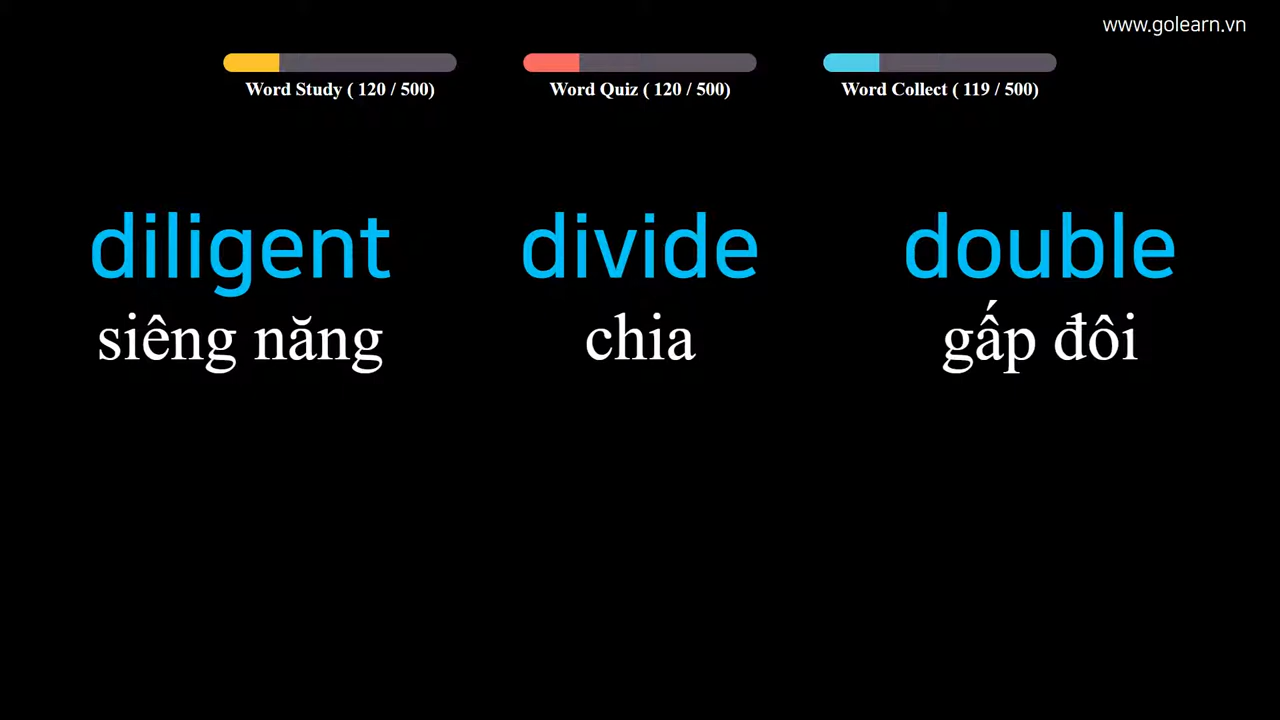 www.golearn.vn
Word Study ( 120 / 500)
Word Quiz ( 120 / 500)
Word Collect ( 119 / 500)
diligent
siêng năng
divide
chia
double
gấp đôi